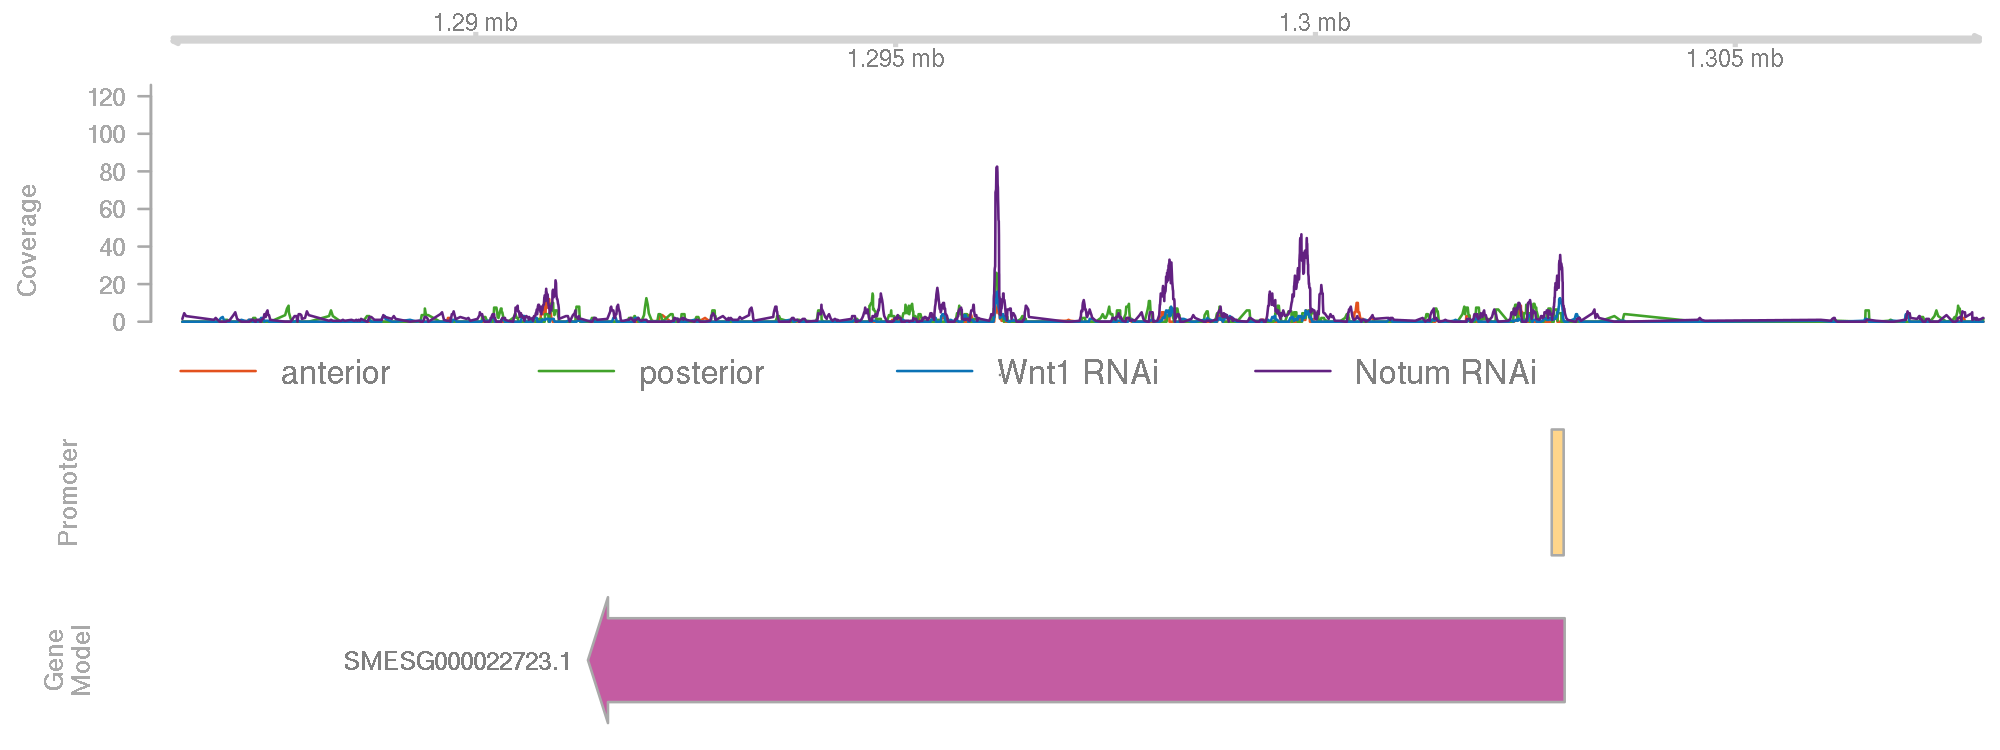 1.29 mb
1.3 mb
1.295 mb
1.305 mb
120
100
80
60
40
20
0
Coverage
anterior
posterior
Wnt1 RNAi
Notum RNAi
Promoter
Gene
Model
SMESG000022723.1